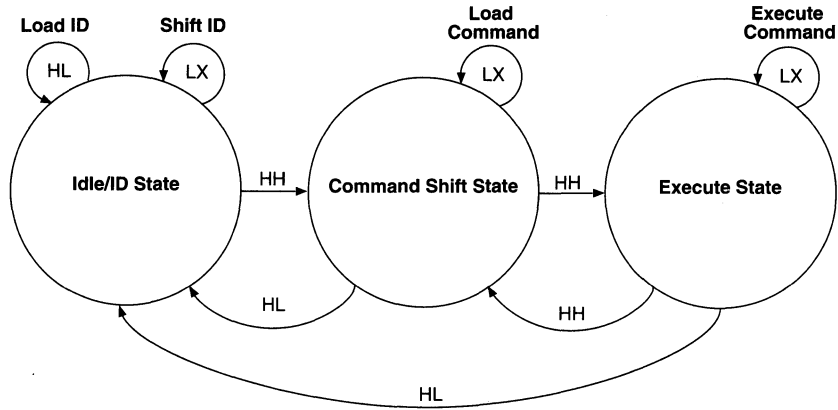 Load ID
Shift ID
Load
Command
Execute
Command
HL
LX
LX
LX
Idle/ID State
HH
Command Shift State
HH
Execute State
HL
HH
HL